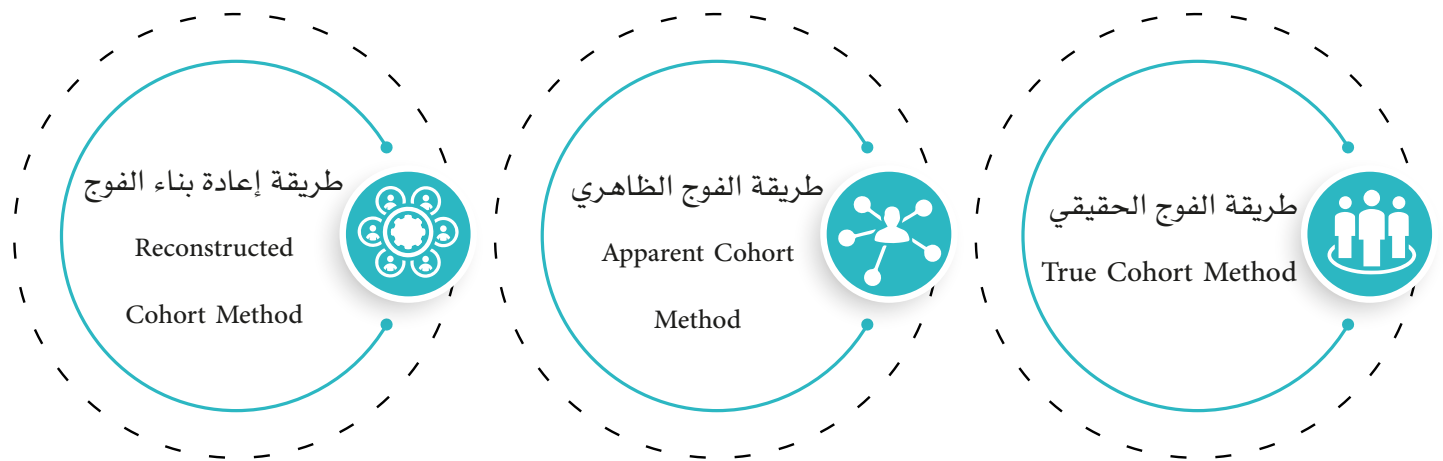 طريقة الفوج الحقيقي
True Cohort Method
طريقة الفوج الظاهري
Apparent Cohort
Method
طريقة إعادة بناء الفوج
Reconstructed
Cohort Method